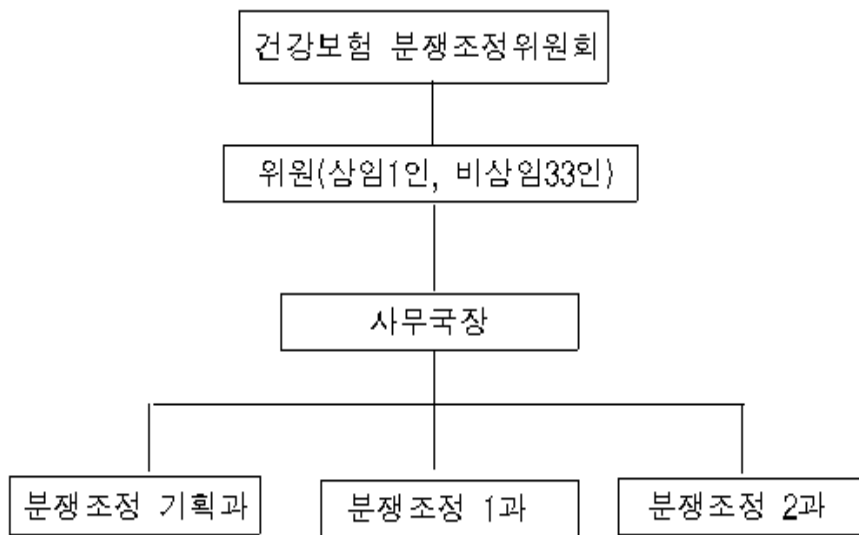 건강보험 분쟁조정위원회
위원(상임1인, 비상임33인)
사무국장
분쟁조정 기획과
분쟁조정 1과
분쟁조정 2과